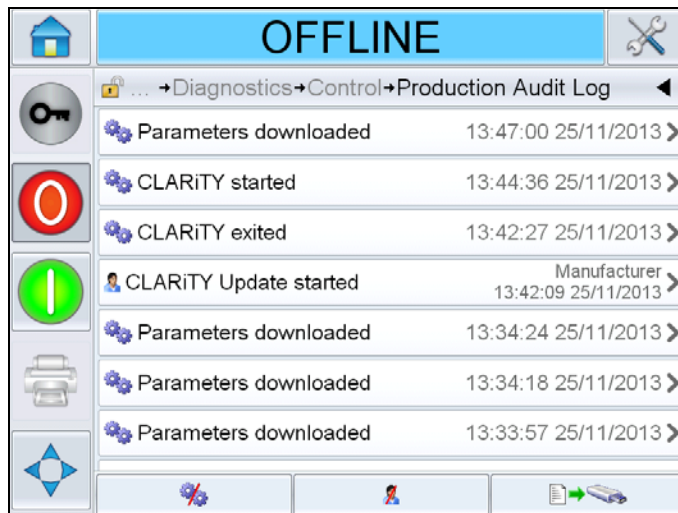 OFFLINE
... →Diagnostics→Control→Production Audit Log
Parameters downloaded 13:47:00 25/11/2013
CLARiTY started 13:44:36 25/11/2013
CLARiTY exited 13:42:27 25/11/2013
CLARiTY Update started Manufacturer
13:42:09 25/11/2013
Parameters downloaded 13:34:24 25/11/2013
Parameters downloaded 13:34:18 25/11/2013
Parameters downloaded 13:33:57 25/11/2013